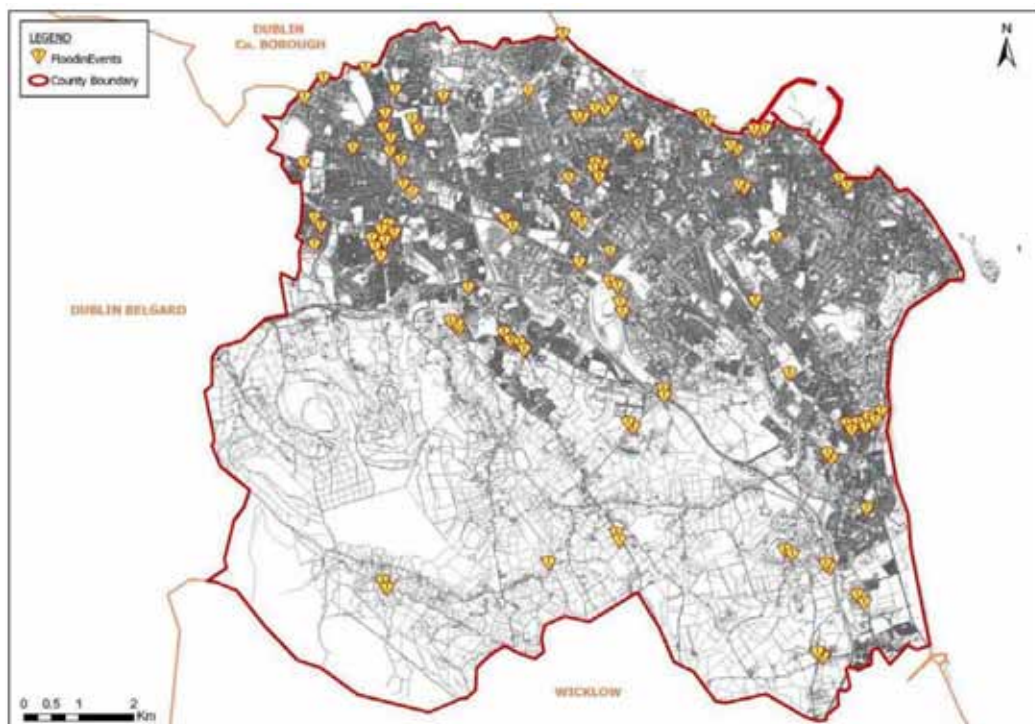 LEGEND
FloodinEvents
County Boundary
DUBLIN
Co. BOROUGH
N
DUBLIN BELGARD
WICKLOW
0 0.5 1 2
Km